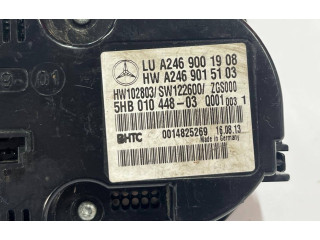 LU A246 900 19 08
HW A246 901 51 03
HW102803/SW122600/ ZGS000
5HB 010 448-03 Q001 003 1
BHTC 0014825269 16.08.13
Made in Germany